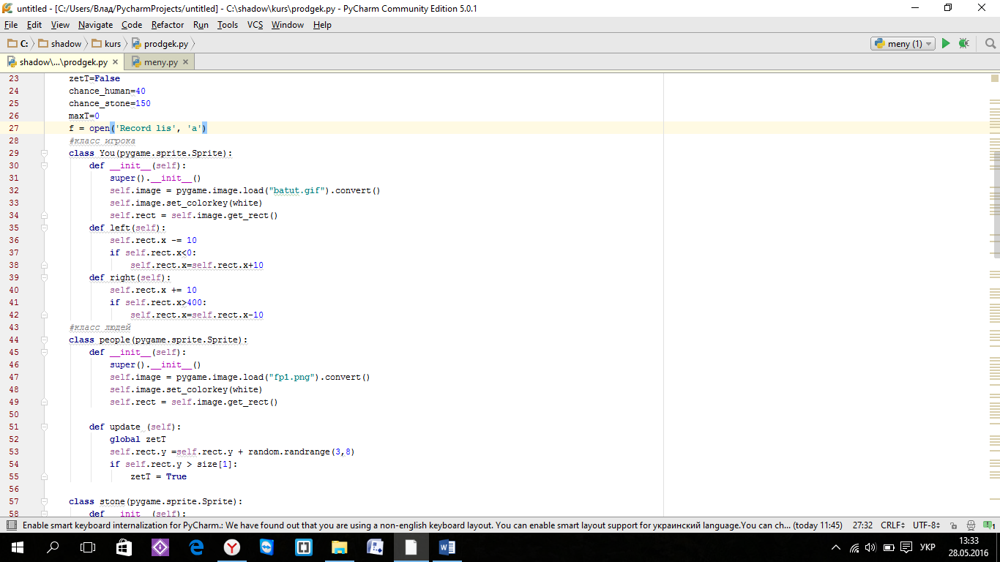 untitled - [C:/Users/Влад/PycharmProjects/untitled] - C:\shadow\kurs\prodgek.py - PyCharm Community Edition 5.0.1
File Edit View Navigate Code Refactor Run Tools VCS Window Help
C: shadow kurs prodgek.py meny (1)
shadow\...\prodgek.py meny.py
23 zetT=False
24 chance_human=40
25 chance_stone=150
26 maxT=0
27 f = open('Record lis', 'a')
28 #класс игрока
29 class You(pygame.sprite.Sprite):
30 def __init__(self):
31 super().__init__()
32 self.image = pygame.image.load("batut.gif").convert()
33 self.image.set_colorkey(white)
34 self.rect = self.image.get_rect()
35 def left(self):
36 self.rect.x -= 10
37 if self.rect.x<0:
38 self.rect.x=self.rect.x+10
39 def right(self):
40 self.rect.x += 10
41 if self.rect.x>400:
42 self.rect.x=self.rect.x-10
43 #класс людей
44 class people(pygame.sprite.Sprite):
45 def __init__(self):
46 super().__init__()
47 self.image = pygame.image.load("fp1.png").convert()
48 self.image.set_colorkey(white)
49 self.rect = self.image.get_rect()
50
51 def update (self):
52 global zetT
53 self.rect.y =self.rect.y + random.randrange(3,8)
54 if self.rect.y > size[1]:
55 zetT = True
56
57 class stone(pygame.sprite.Sprite):
58 def __init__(self):
Enable smart keyboard internalization for PyCharm.: We have found out that you are using a non-english keyboard layout. You can enable smart layout support for украинский language.You can ch... (today 11:45) 27:32 CRLF UTF-8 1
УКР 13:33
28.05.2016